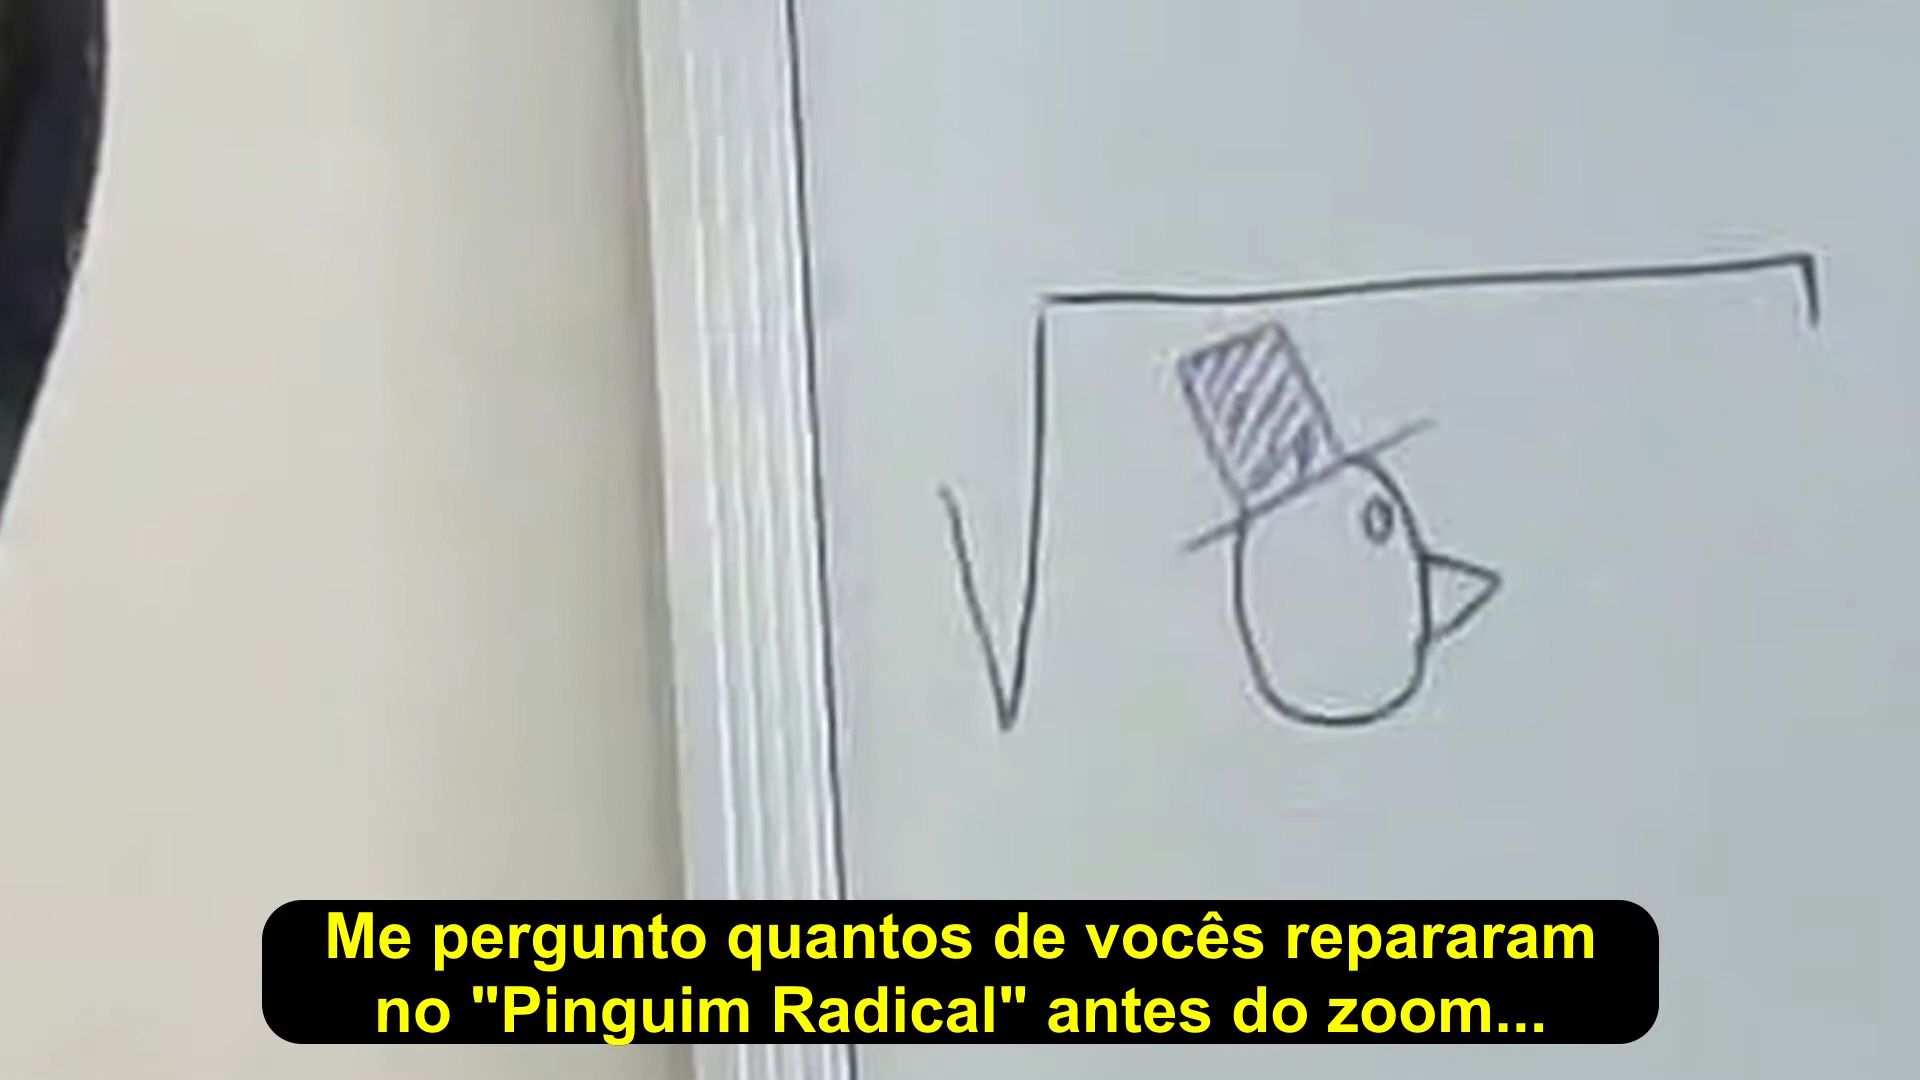 Me pergunto quantos de vocês repararam
no "Pinguim Radical" antes do zoom...